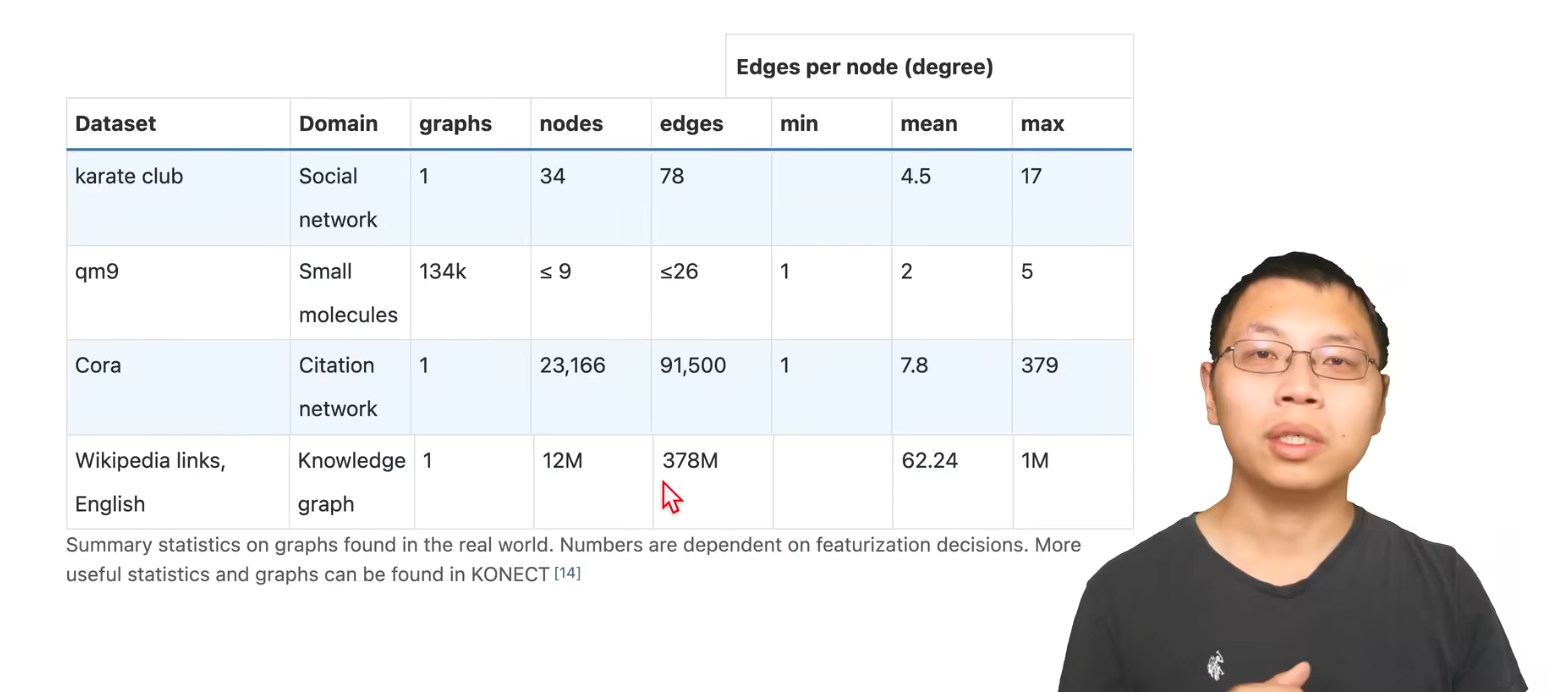 Edges per node (degree)
Dataset Domain graphs nodes edges min mean max
karate club Social 1 34 78 4.5 17
network
qm9 Small 134k ≤ 9 ≤26 1 2 5
molecules
Cora Citation 1 23,166 91,500 1 7.8 379
network
Wikipedia links, Knowledge 1 12M 378M 62.24 1M
English graph
Summary statistics on graphs found in the real world. Numbers are dependent on featurization decisions. More
useful statistics and graphs can be found in KONECT [14]